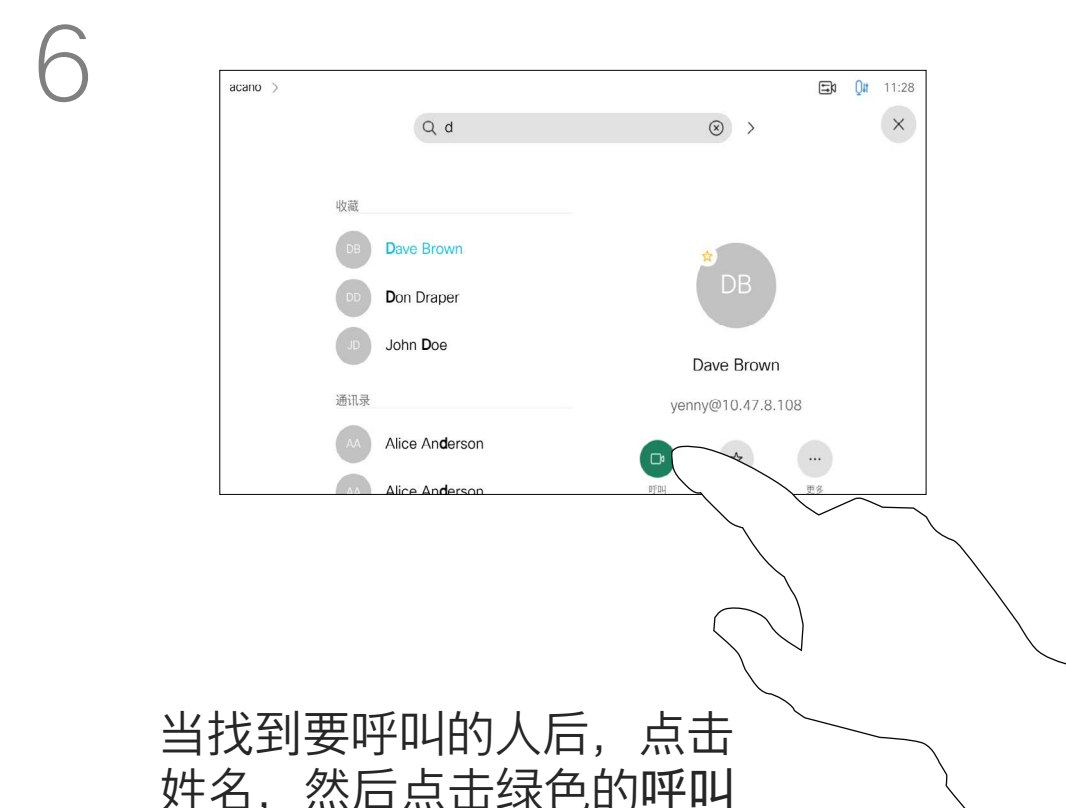 6
acano >
11:28
d
收藏
DB
Dave Brown
DD
Don Draper
JD
John Doe
通讯录
AA
Alice Anderson
AA
Alice Anderson
DB
Dave Brown
yenny@10.47.8.108
呼叫
更多
当找到要呼叫的人后，点击
姓名，然后点击绿色的呼叫